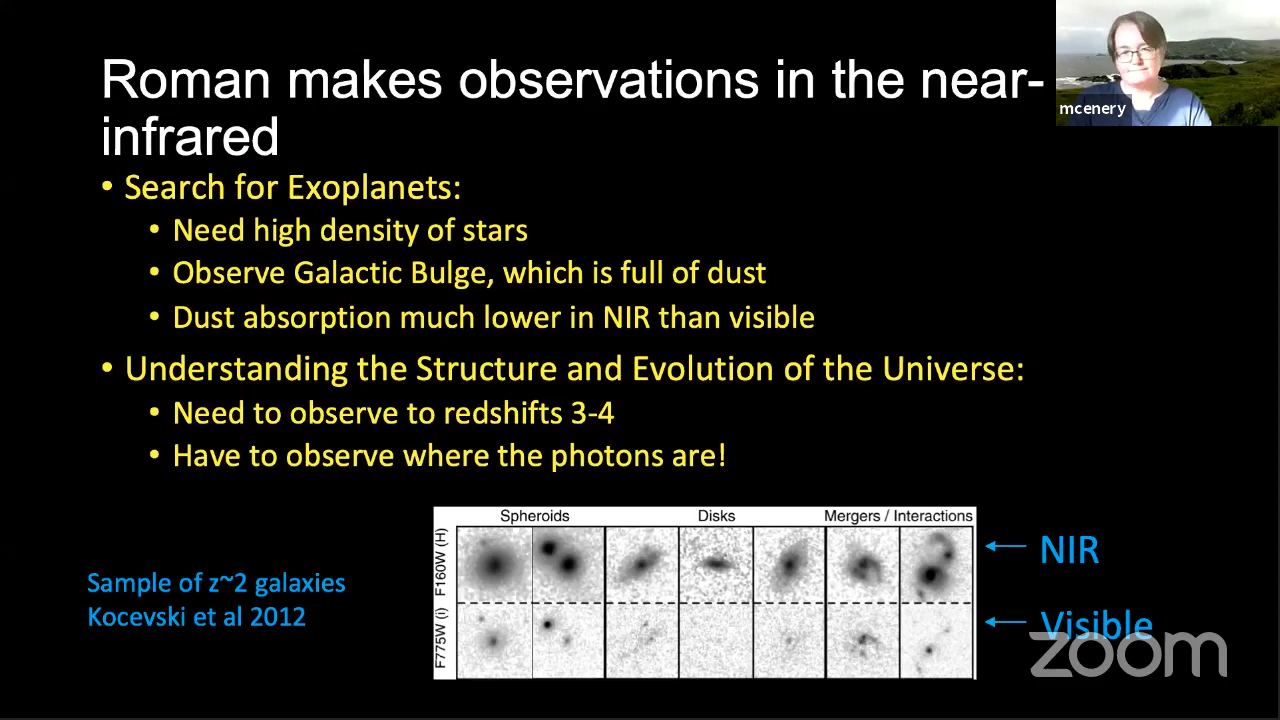 Roman makes observations in the near-
infrared
mcenery
• Search for Exoplanets:
• Need high density of stars
• Observe Galactic Bulge, which is full of dust
• Dust absorption much lower in NIR than visible
• Understanding the Structure and Evolution of the Universe:
• Need to observe to redshifts 3-4
• Have to observe where the photons are!
Spheroids Disks Mergers / Interactions
F160W (H)
NIR
Sample of z~2 galaxies
Kocevski et al 2012
F775W (i)
Visible
zoom